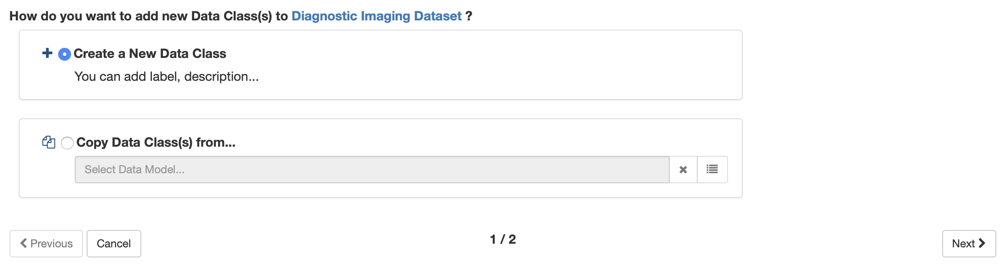 How do you want to add new Data Class(s) to Diagnostic Imaging Dataset ?
Create a New Data Class
You can add label, description...
Copy Data Class(s) from...
Select Data Model...
Previous Cancel 1 / 2 Next